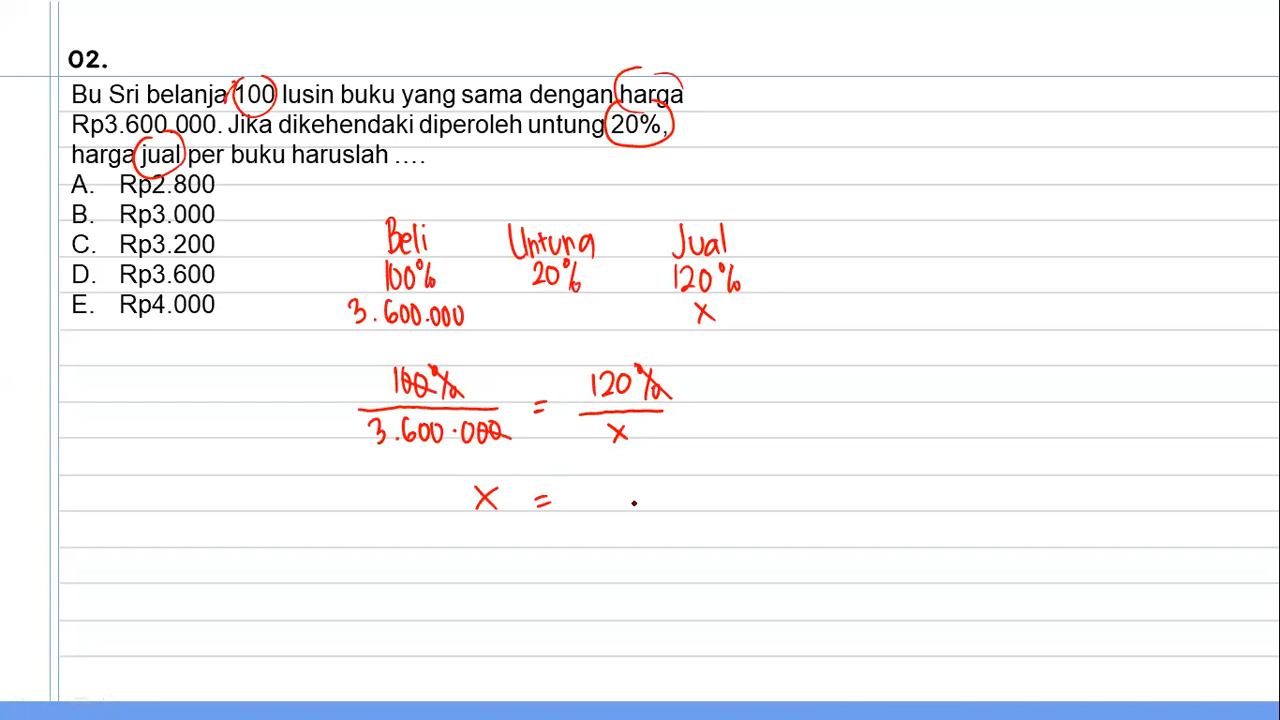 02.
Bu Sri belanja 100 lusin buku yang sama dengan harga
Rp3.600.000. Jika dikehendaki diperoleh untung 20%,
harga jual per buku haruslah ….
A. Rp2.800
B. Rp3.000
C. Rp3.200
D. Rp3.600
E. Rp4.000
Beli Untung Jual
100% 20% 120%
3.600.000 x
100% = 120%
3.600.000 x
x =